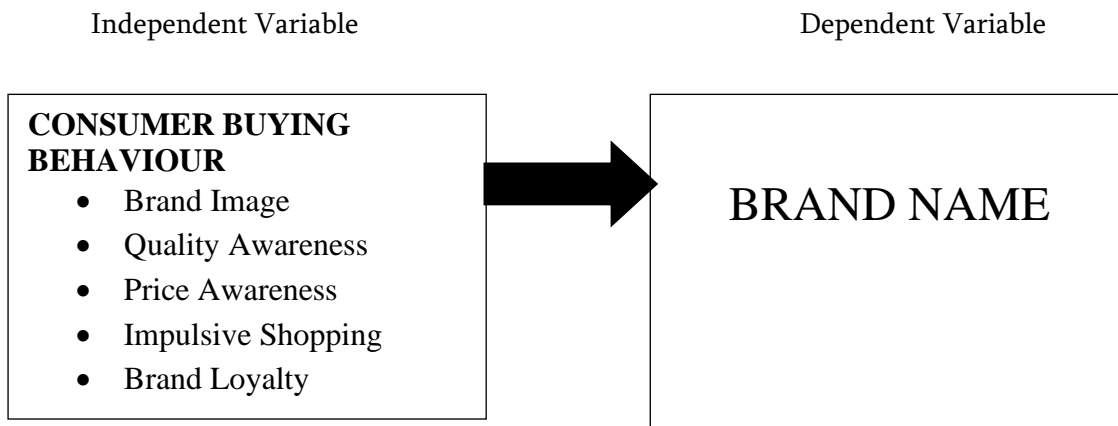 Independent Variable
Dependent Variable
CONSUMER BUYING
BEHAVIOUR
• Brand Image
• Quality Awareness
• Price Awareness
• Impulsive Shopping
• Brand Loyalty
BRAND NAME